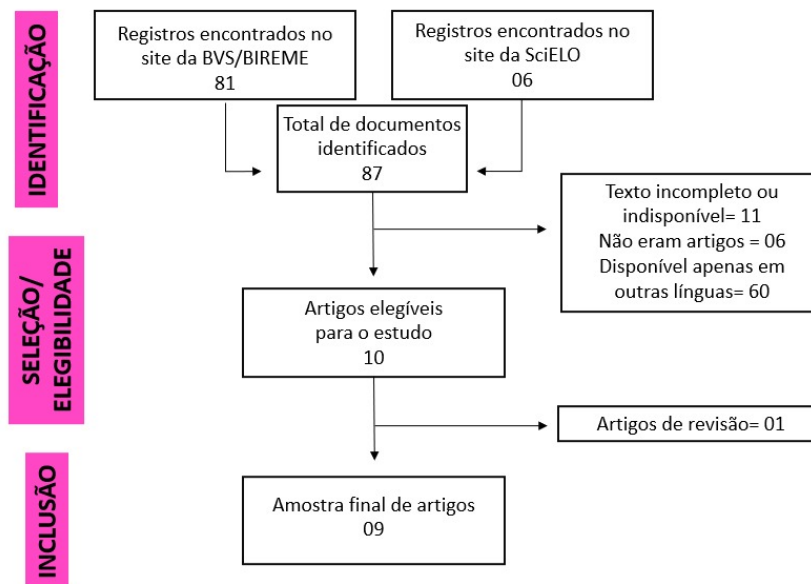 IDENTIFICAÇÃO
Registros encontrados no
site da BVS/BIREME
81
Registros encontrados no
site da SciELO
06
Total de documentos
identificados
87
Texto incompleto ou
indisponível= 11
Não eram artigos = 06
Disponível apenas em
outras línguas= 60
SELEÇÃO/
ELEGIBILIDADE
Artigos elegíveis
para o estudo
10
Artigos de revisão= 01
INCLUSÃO
Amostra final de artigos
09